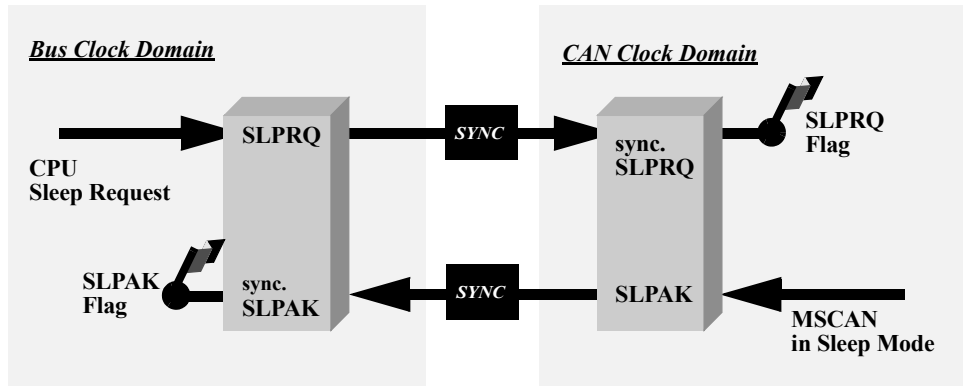 Bus Clock Domain
CAN Clock Domain
SLPRQ
SYNC
sync.
SLPRQ
SLPRQ
Flag
CPU
Sleep Request
SLPAK
Flag
sync.
SLPAK
SYNC
SLPAK
MSCAN
in Sleep Mode